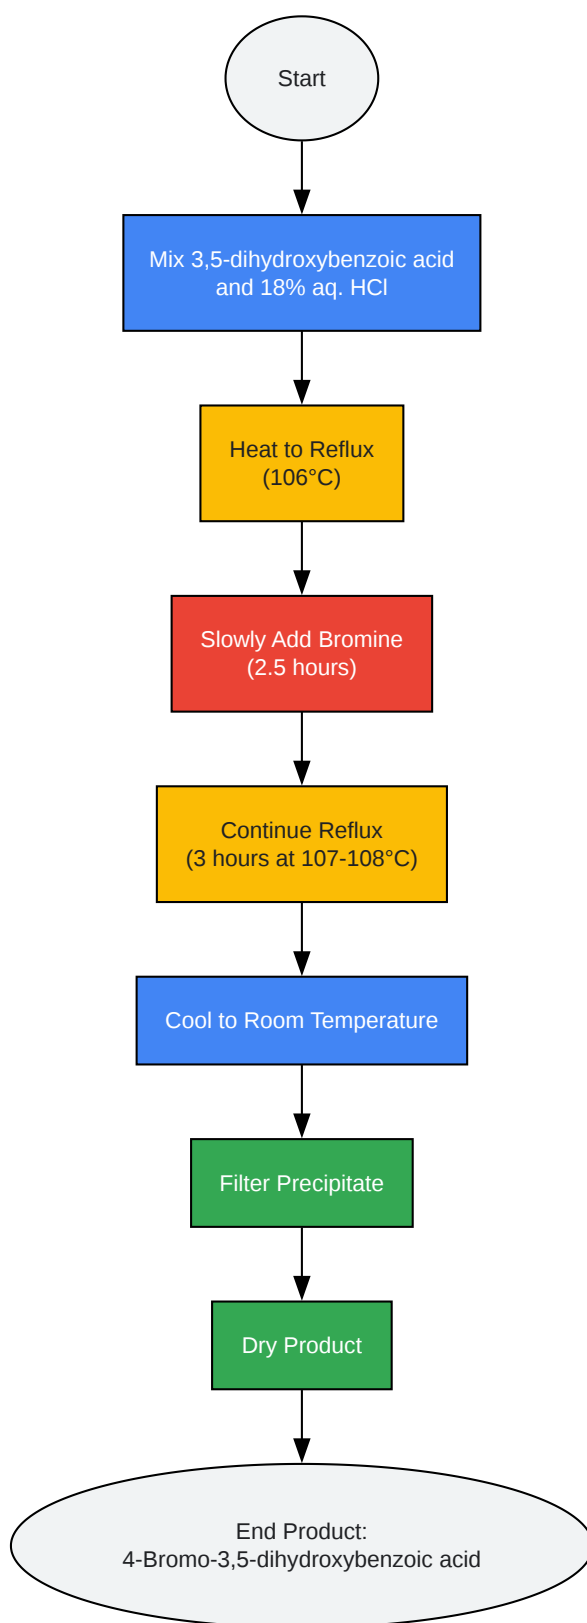 Start
Mix 3,5-dihydroxybenzoic acid
and 18% aq. HCl
Heat to Reflux
(106°C)
Slowly Add Bromine
(2.5 hours)
Continue Reflux
(3 hours at 107-108°C)
Cool to Room Temperature
Filter Precipitate
Dry Product
End Product:
4-Bromo-3,5-dihydroxybenzoic acid